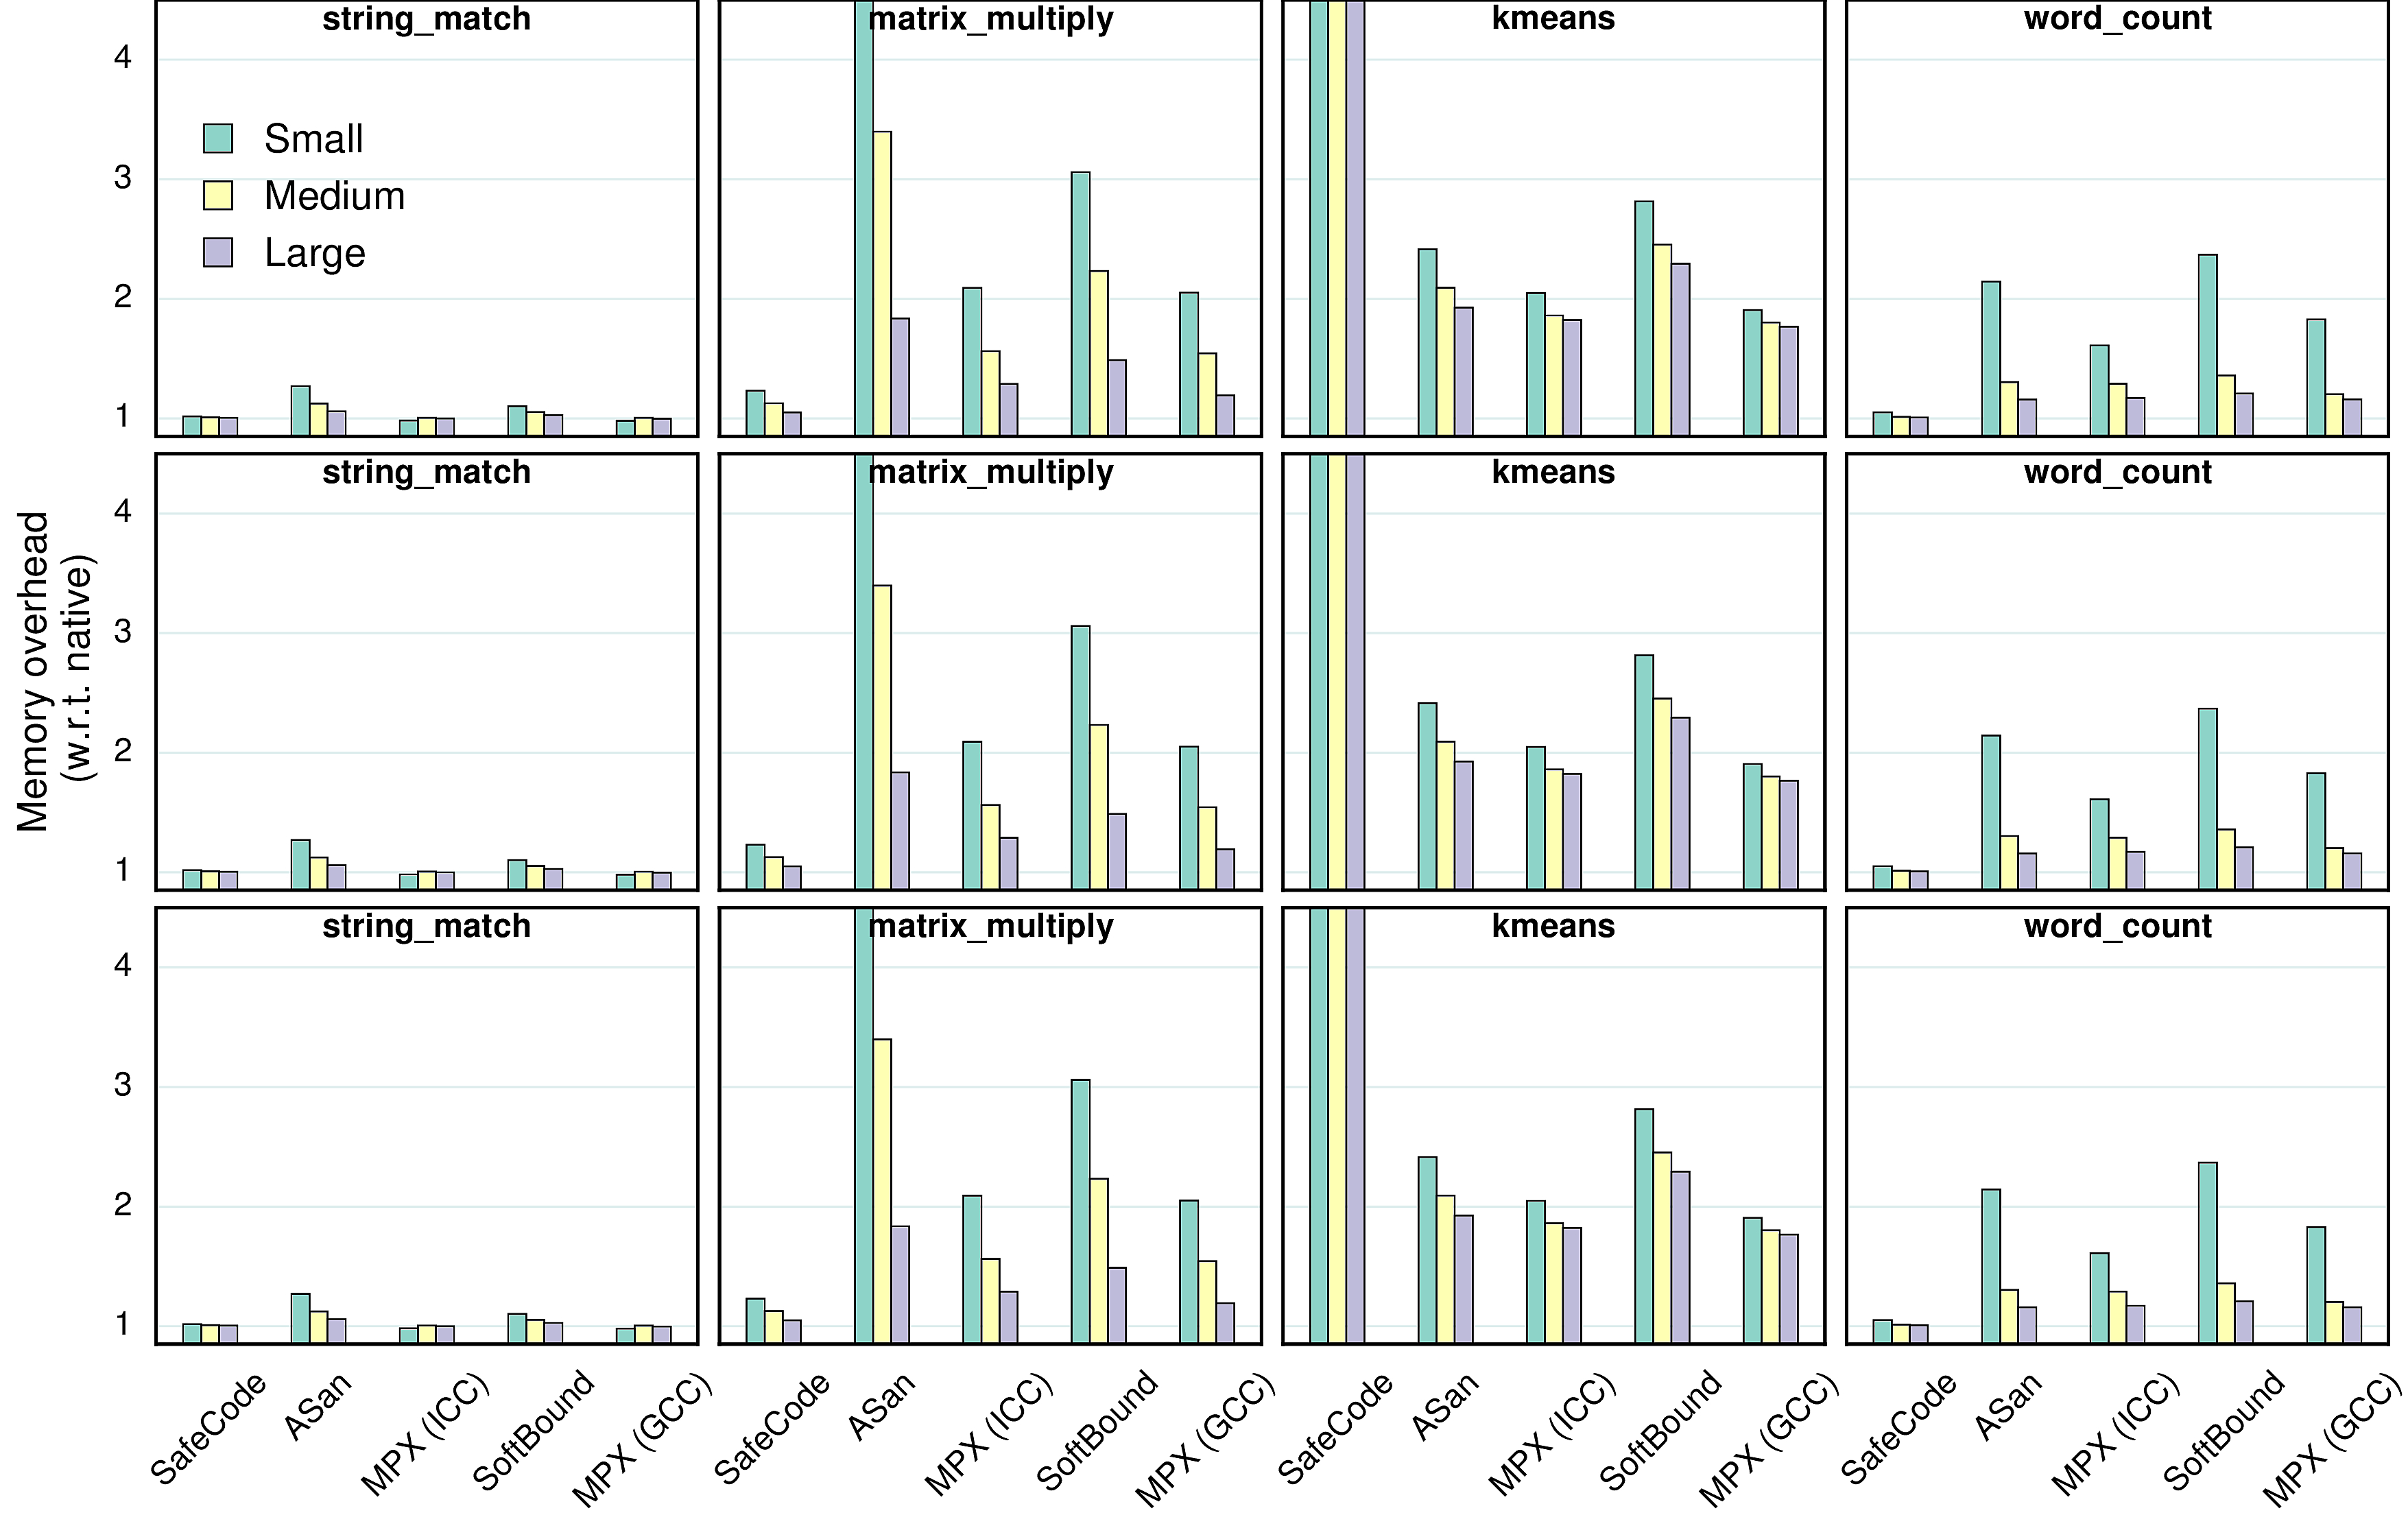 string_match
matrix_multiply
kmeans
word_count
4
3
2
1
Small
Medium
Large
string_match
matrix_multiply
kmeans
word_count
Memory overhead
(w.r.t. native)
4
3
2
1
string_match
matrix_multiply
kmeans
word_count
4
3
2
1
SafeCode
ASan
MPX (ICC)
SoftBound
MPX (GCC)
SafeCode
ASan
MPX (ICC)
SoftBound
MPX (GCC)
SafeCode
ASan
MPX (ICC)
SoftBound
MPX (GCC)
SafeCode
ASan
MPX (ICC)
SoftBound
MPX (GCC)